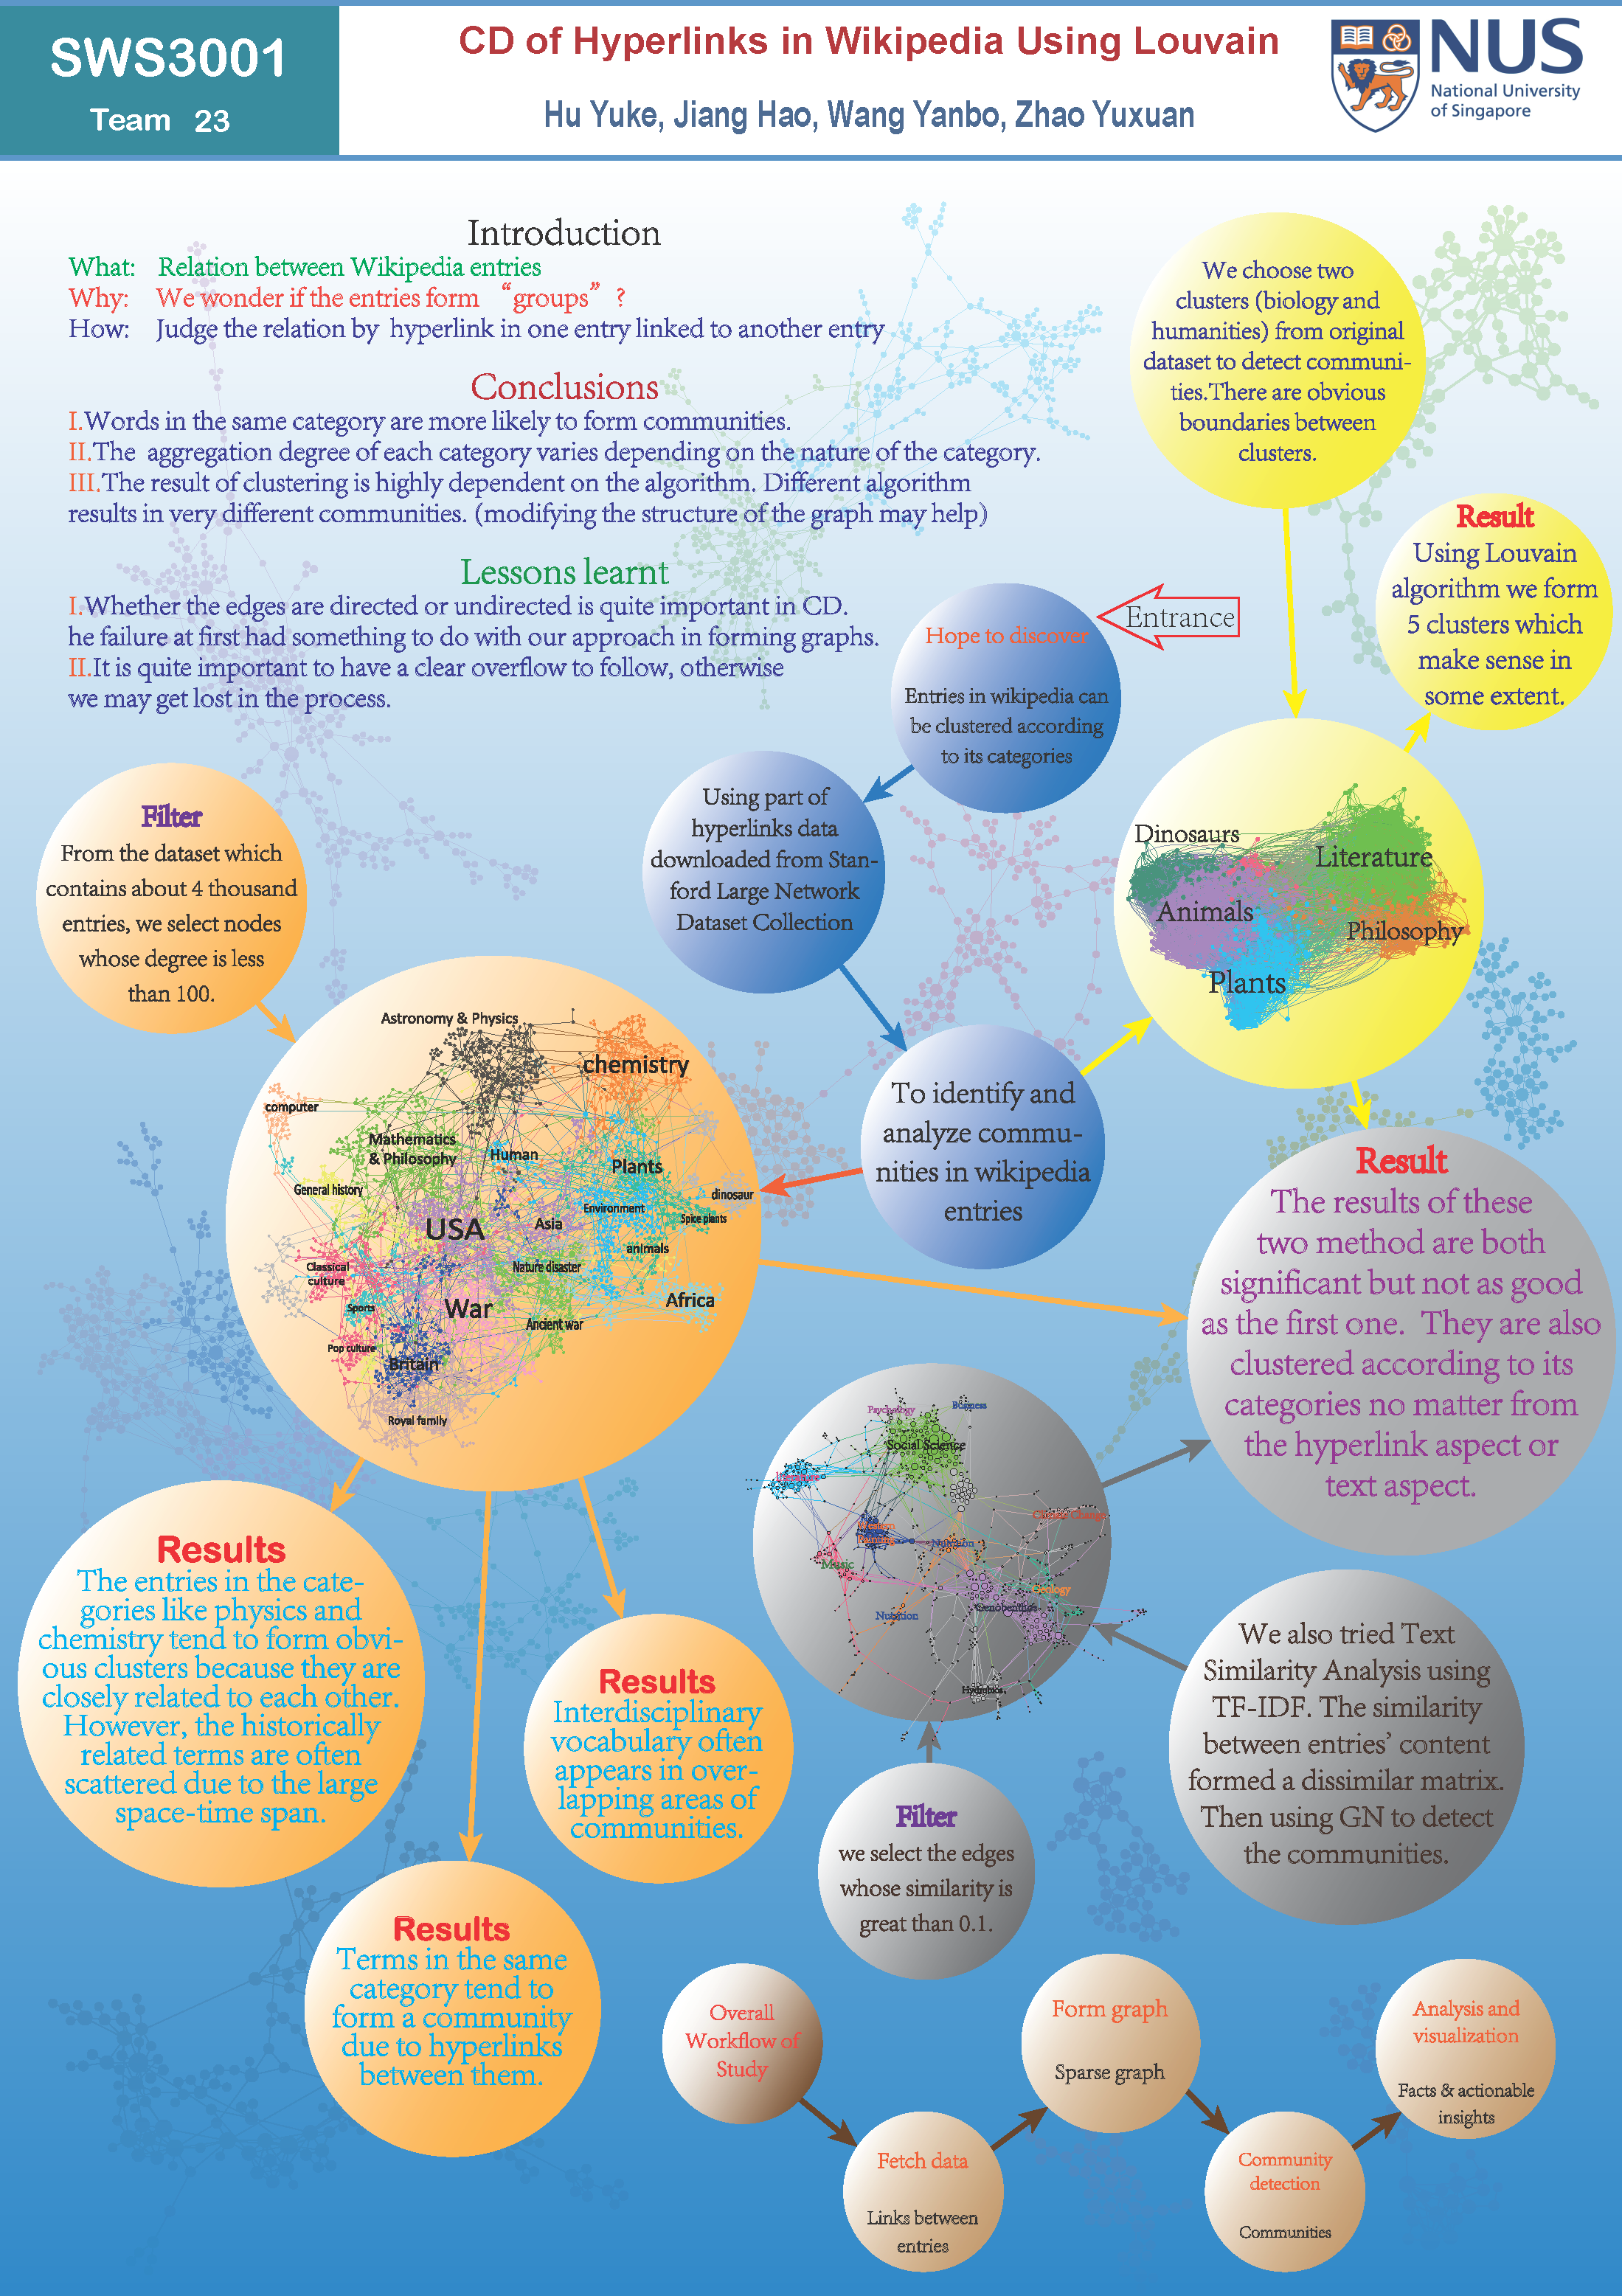 SWS3001
Team 23
CD of Hyperlinks in Wikipedia Using Louvain
Hu Yuke, Jiang Hao, Wang Yanbo, Zhao Yuxuan
NUS
National University
of Singapore
Introduction
What: Relation between Wikipedia entries
Why: We wonder if the entries form “groups” ?
How: Judge the relation by hyperlink in one entry linked to another entry
Conclusions
I.Words in the same category are more likely to form communities.
II.The aggregation degree of each category varies depending on the nature of the category.
III.The result of clustering is highly dependent on the algorithm. Different algorithm
results in very different communities. (modifying the structure of the graph may help)
Lessons learnt
I.Whether the edges are directed or undirected is quite important in CD.
he failure at first had something to do with our approach in forming graphs.
II.It is quite important to have a clear overflow to follow, otherwise
we may get lost in the process.
We choose two
clusters (biology and
humanities) from original
dataset to detect communi-
ties.There are obvious
boundaries between
clusters.
Result
Using Louvain
algorithm we form
5 clusters which
make sense in
some extent.
Entrance
Hope to discover
Entries in wikipedia can
be clustered according
to its categories
Using part of
hyperlinks data
downloaded from Stan-
ford Large Network
Dataset Collection
To identify and
analyze commu-
nities in wikipedia
entries
Dinosaurs
Literature
Animals
Philosophy
Plants
Filter
From the dataset which
contains about 4 thousand
entries, we select nodes
whose degree is less
than 100.
Astronomy & Physics
chemistry
computer
Mathematics
& Philosophy
Human
Plants
General history
dinosaur
Environment
Spice plants
USA
Asia
animals
Classical
culture
Nature disaster
Sports
War
Africa
Ancient war
Pop culture
Britain
Royal family
Result
The results of these
two method are both
significant but not as good
as the first one. They are also
clustered according to its
categories no matter from
the hyperlink aspect or
text aspect.
Psychology
Business
Social Science
Climate Change
Western
Nutrition
Music
Geology
Nutrition
Results
The entries in the cate-
gories like physics and
chemistry tend to form obvi-
ous clusters because they are
closely related to each other.
However, the historically
related terms are often
scattered due to the large
space-time span.
Results
Interdisciplinary
vocabulary often
appears in over-
lapping areas of
communities.
Results
Terms in the same
category tend to
form a community
due to hyperlinks
between them.
We also tried Text
Similarity Analysis using
TF-IDF. The similarity
between entries’ content
formed a dissimilar matrix.
Then using GN to detect
the communities.
Filter
we select the edges
whose similarity is
great than 0.1.
Overall
Workflow of
Study
Fetch data
Links between
entries
Form graph
Sparse graph
Community
detection
Communities
Analysis and
visualization
Facts & actionable
insights